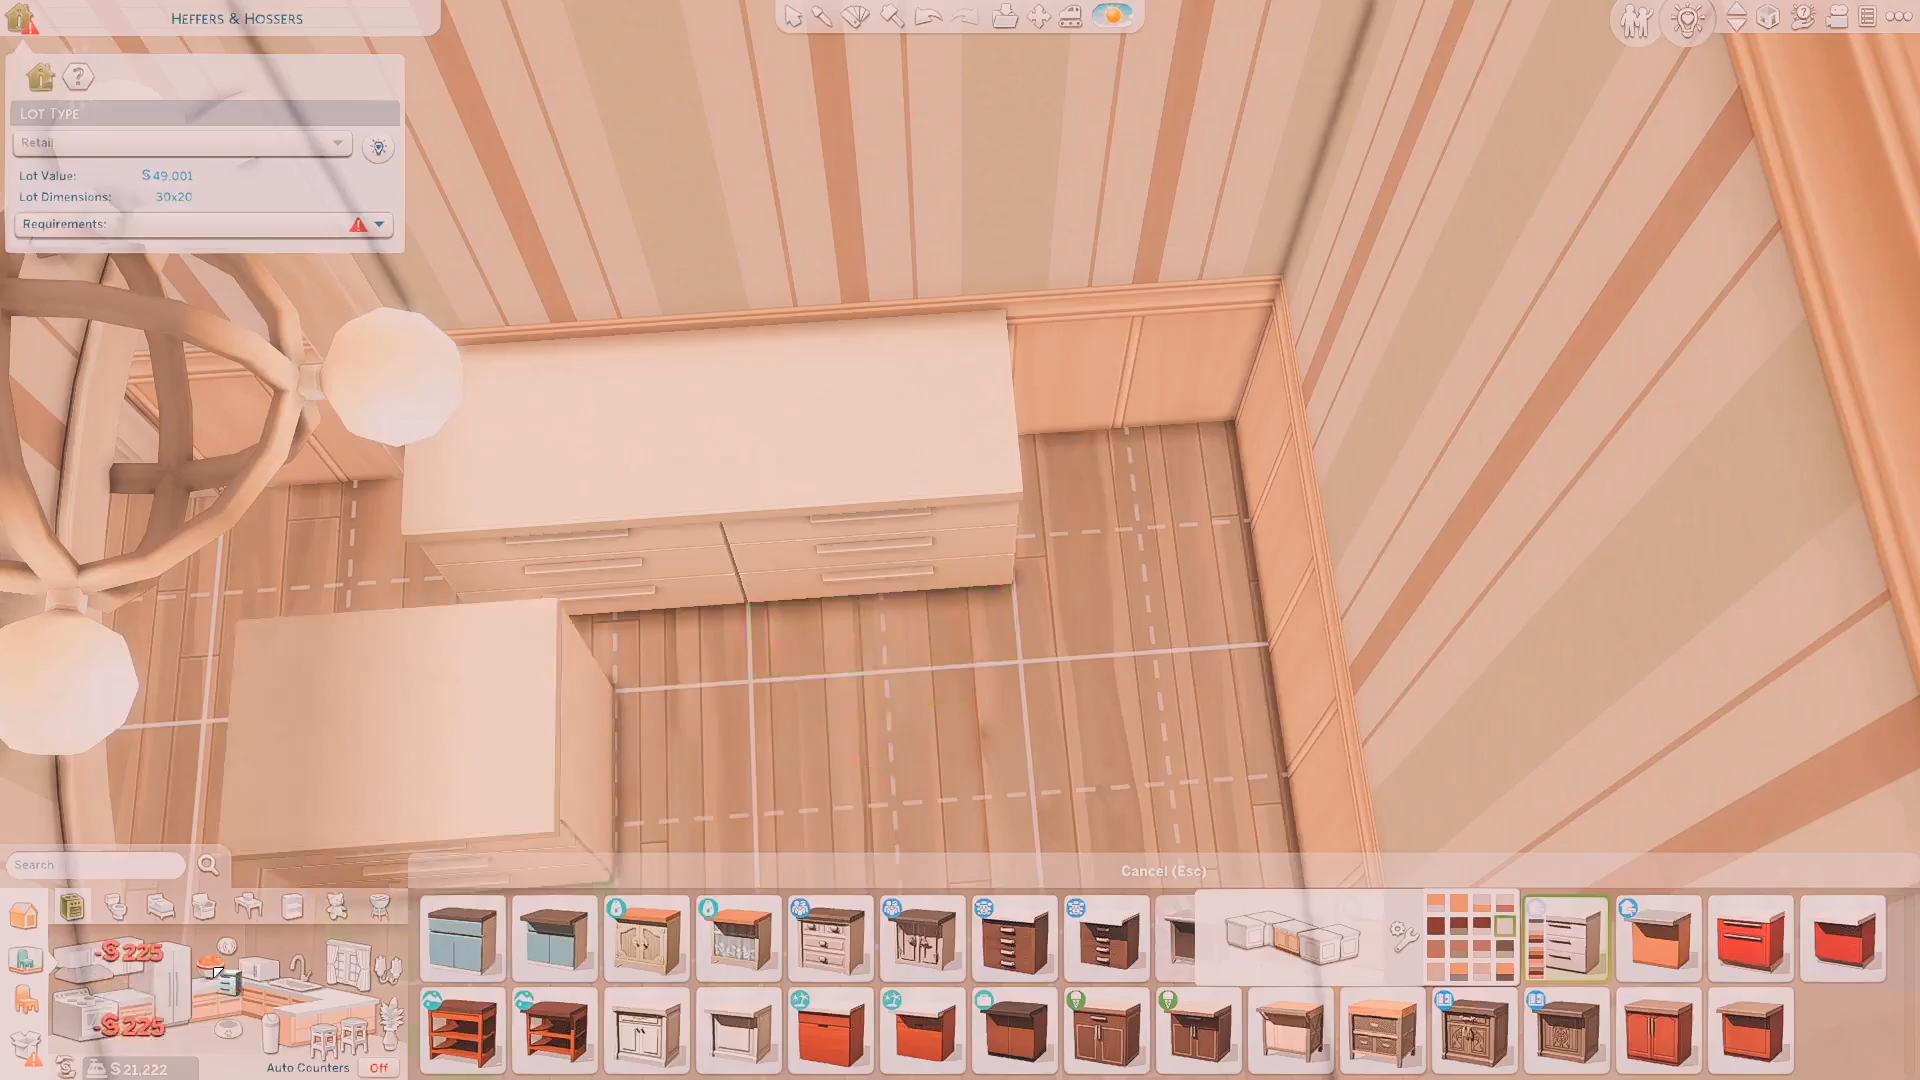 HEFFERS & HOSSERS
LOT TYPE
Retail
Lot Value: $49,001
Lot Dimensions: 30x20
Requirements:
Search
Cancel (Esc)
-$225
-$225
$21,222
Auto Counters Off